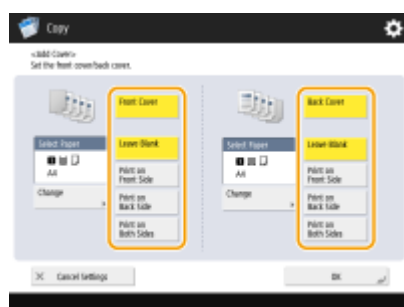 Copy
<Add Cover>
Set the front cover/back cover.
Front Cover
Select Paper
Leave Blank
1
A4
Print on
Front Side
Change
Print on
Back Side
Print on
Both Sides
Back Cover
Select Paper
Leave Blank
1
A4
Print on
Front Side
Change
Print on
Back Side
Print on
Both Sides
Cancel Settings
OK